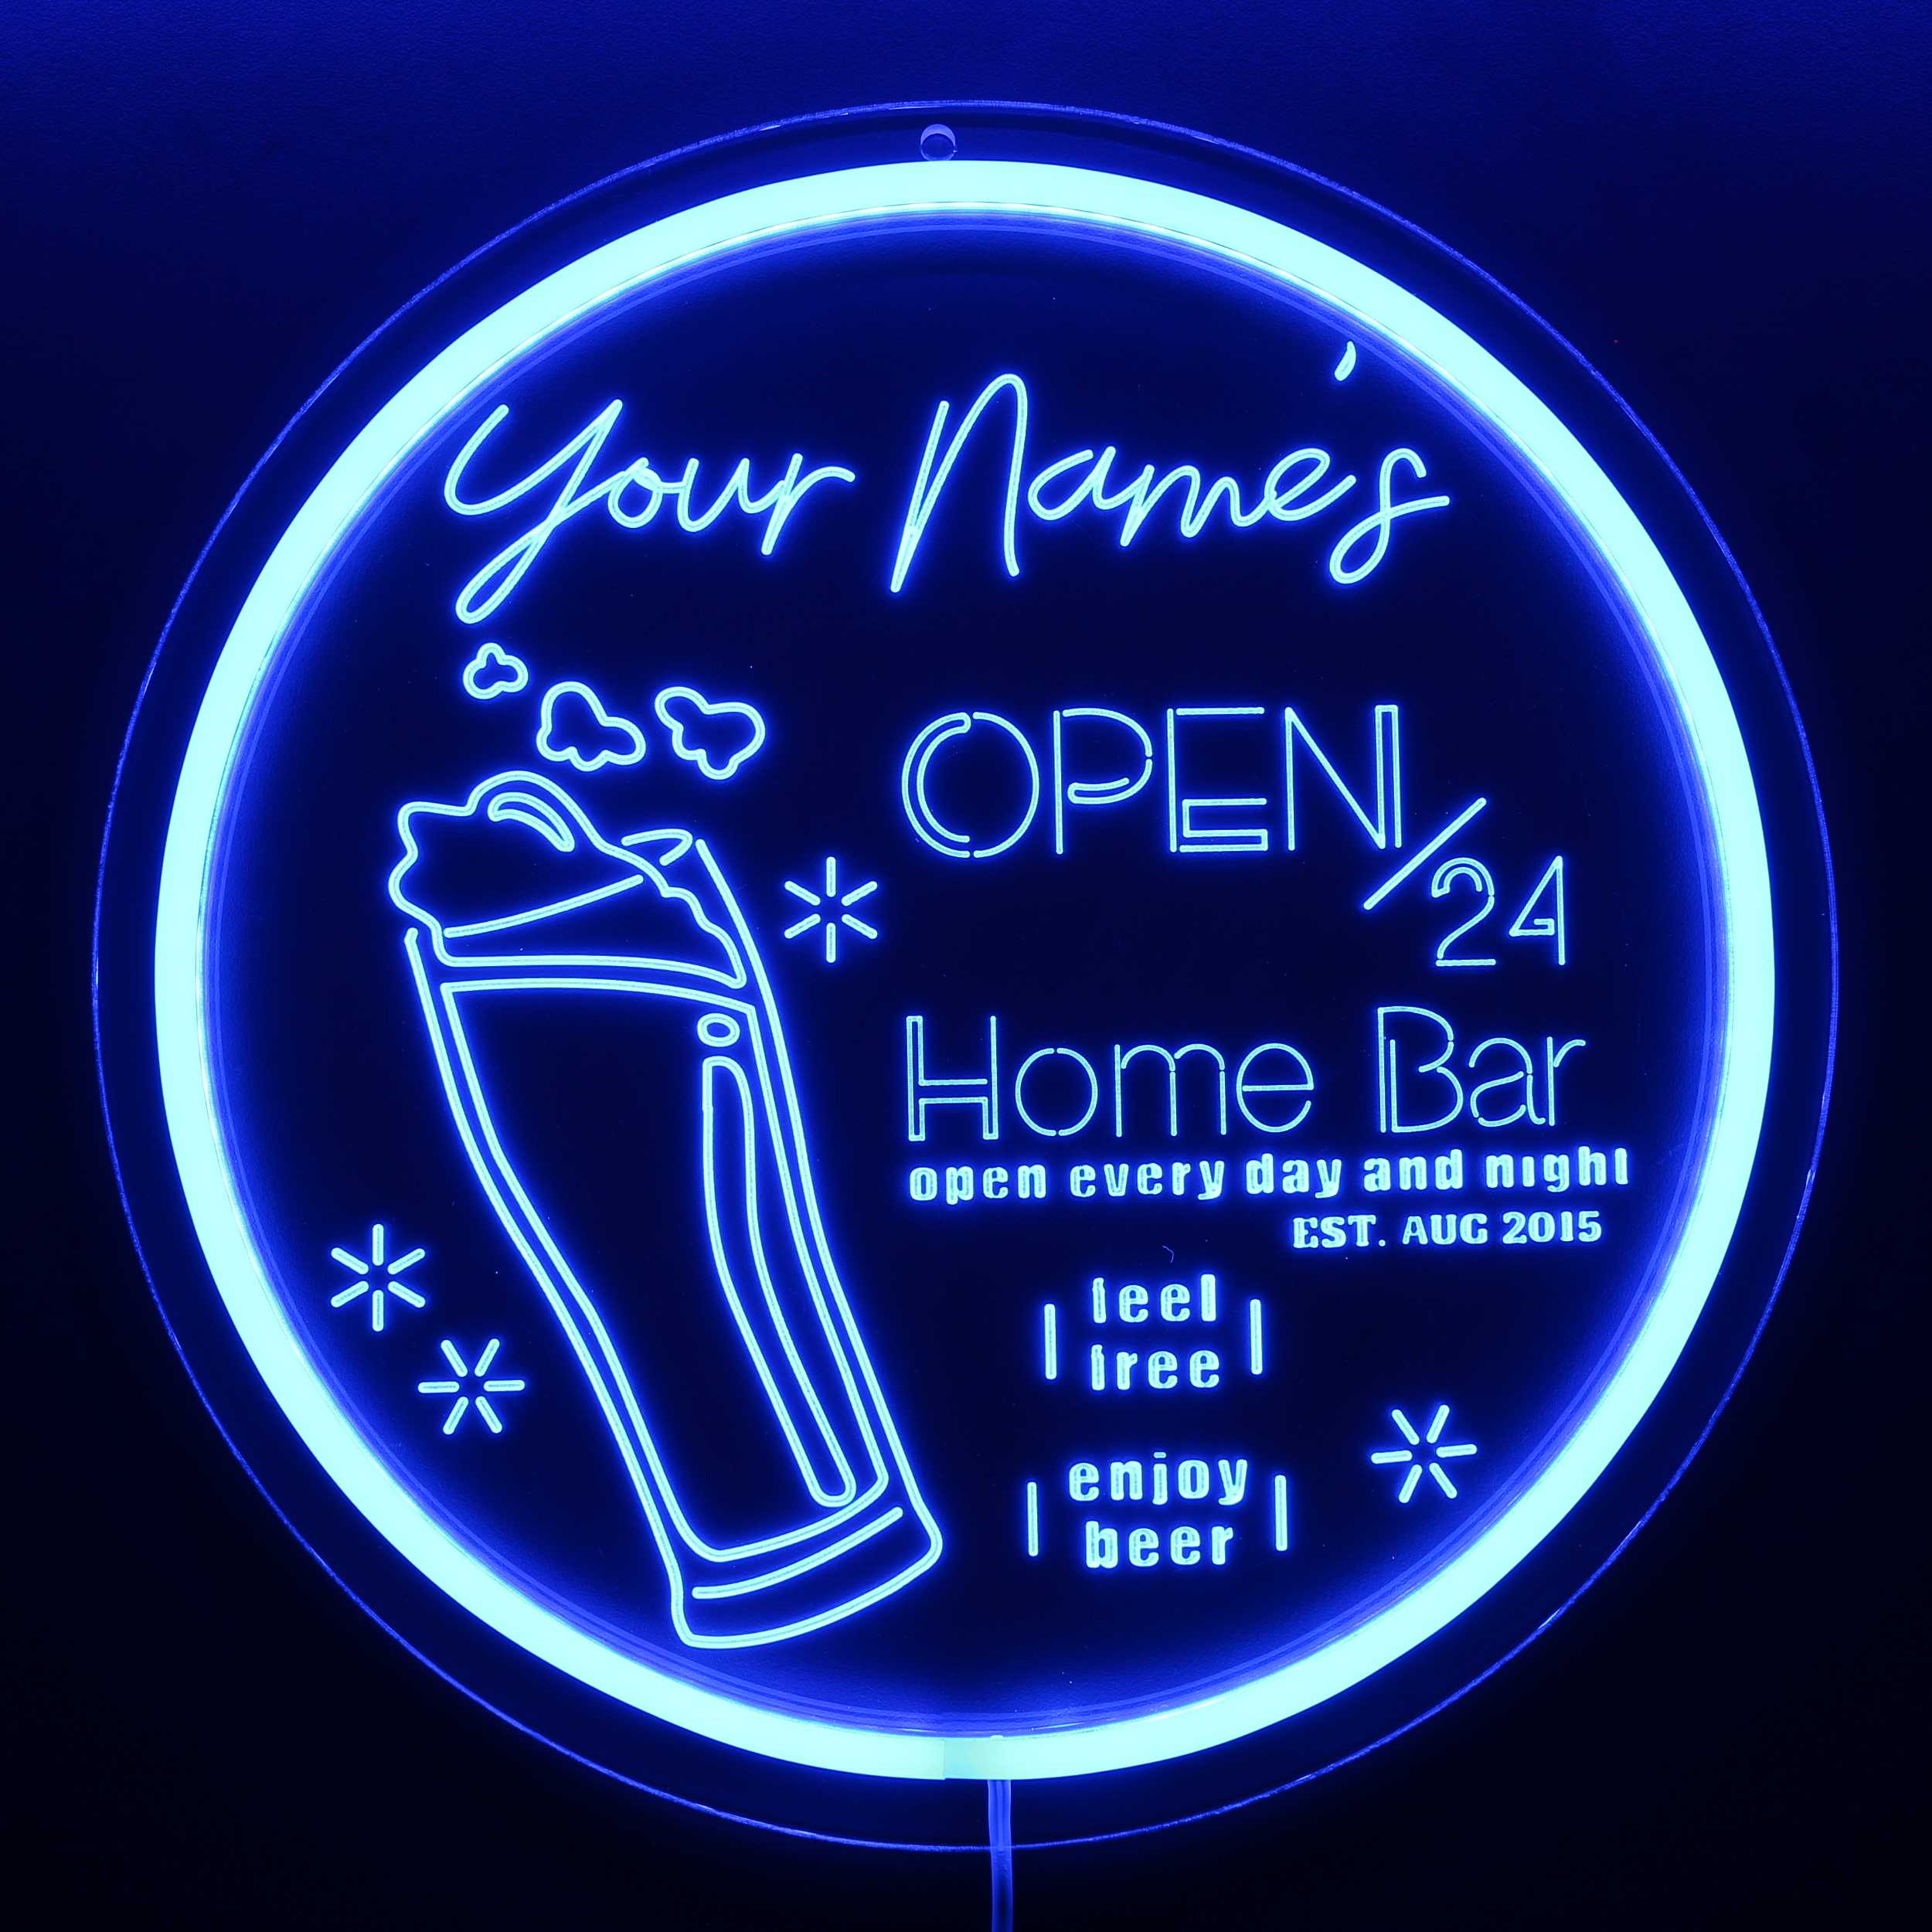 Your Name's
OPEN/24
Home Bar
open every day and night
EST. AUG 2015
feel
free
enjoy
beer